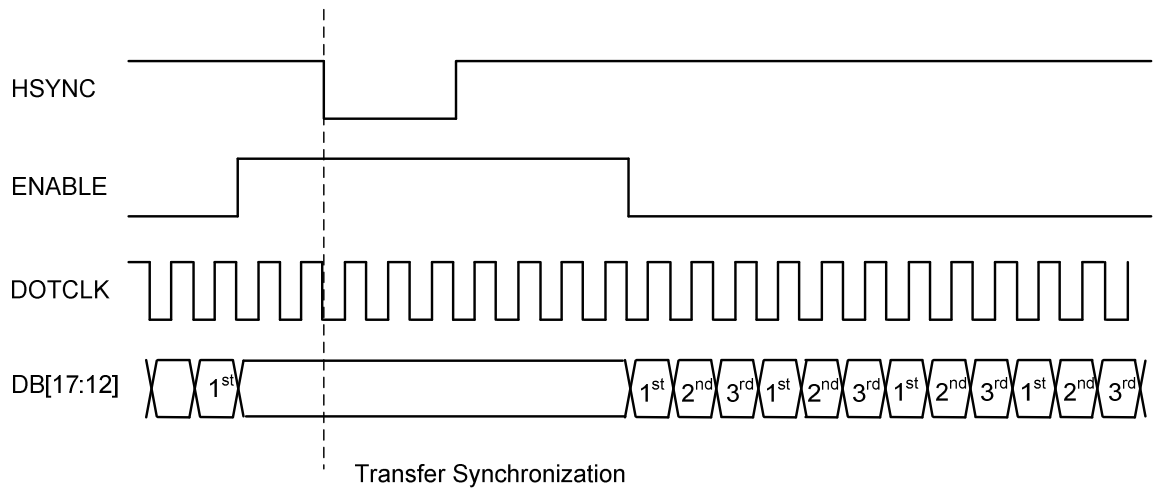 HSYNC
ENABLE
DOTCLK
DB[17:12] 1st 1st 2nd 3rd 1st 2nd 3rd 1st 2nd 3rd 1st 2nd 3rd
Transfer Synchronization